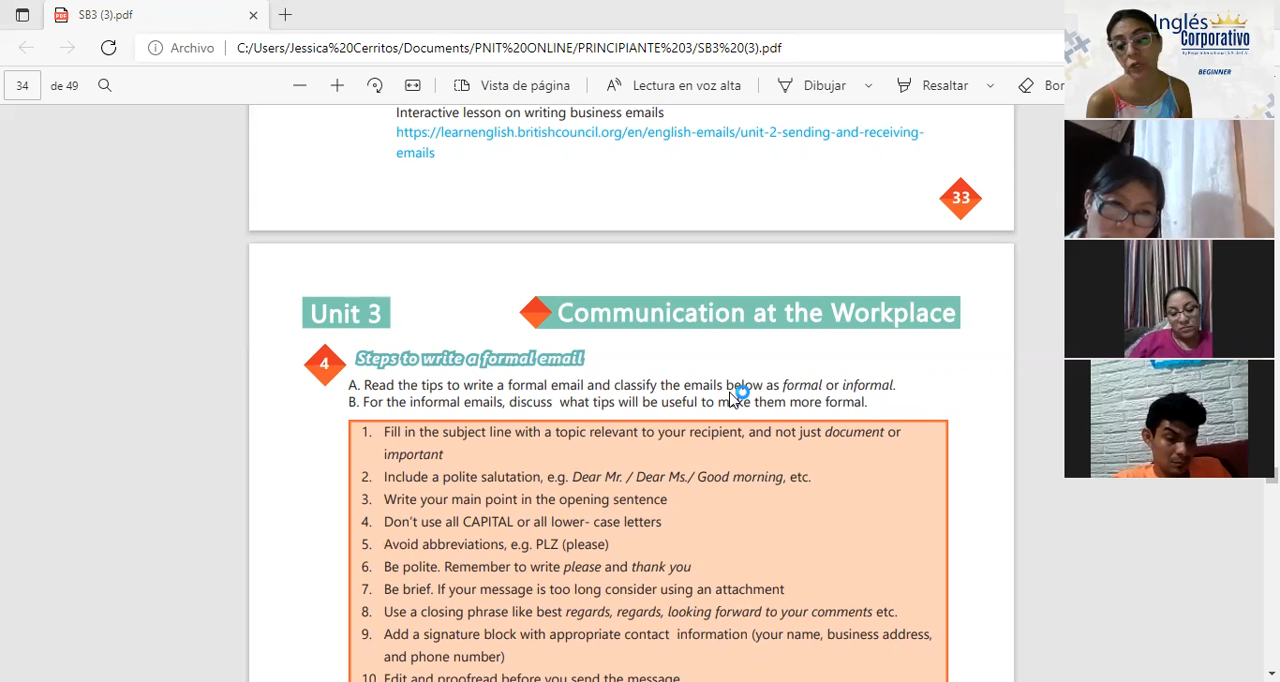 SB3 (3).pdf
Archivo
C:/Users/Jessica%20Cerritos/Documents/PNIT%20ONLINE/PRINCIPIANTE%203/SB3%20(3).pdf
34
de 49
Vista de página
Lectura en voz alta
Dibujar
Resaltar
Bor
Inglés
Corporativo
BEGINNER
Interactive lesson on writing business emails
https://learnenglish.britishcouncil.org/en/english-emails/unit-2-sending-and-receiving-
emails
33
Unit 3
Communication at the Workplace
4
Steps to write a formal email
A. Read the tips to write a formal email and classify the emails below as formal or informal.
B. For the informal emails, discuss what tips will be useful to make them more formal.
1. Fill in the subject line with a topic relevant to your recipient, and not just document or
important
2. Include a polite salutation, e.g. Dear Mr. / Dear Ms./ Good morning, etc.
3. Write your main point in the opening sentence
4. Don't use all CAPITAL or all lower- case letters
5. Avoid abbreviations, e.g. PLZ (please)
6. Be polite. Remember to write please and thank you
7. Be brief. If your message is too long consider using an attachment
8. Use a closing phrase like best regards, regards, looking forward to your comments etc.
9. Add a signature block with appropriate contact information (your name, business address,
and phone number)
10. Edit and proofread before you send the message